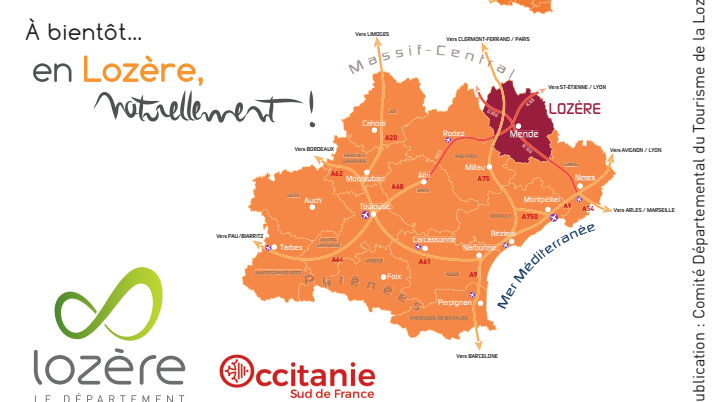 À bientôt...
en Lozère,
naturellement !
Vers LIMOGES
Vers CLERMONT-FERRAND / PARIS
Massif-Central
Vers ST-ÉTIENNE / LYON
LOZÈRE
Mende
Cahors
A20
Rodez
Vers BORDEAUX
Vers AVIGNON / LYON
A62
Montauban
A68
Albi
Millau
A75
Nîmes
Auch
Toulouse
Montpellier
A9
A54
Vers ARLES / MARSEILLE
A750
Béziers
Vers PAU/BIARRITZ
Tarbes
Carcassonne
Narbonne
A64
A61
Foix
A9
Pyrénées
Perpignan
PYRÉNÉES-ORIENTALES
Mer Méditerranée
Vers BARCELONE
lozère
LE DÉPARTEMENT
Occitanie
Sud de France
ublication : Comité Départemental du Tourisme de la Loz